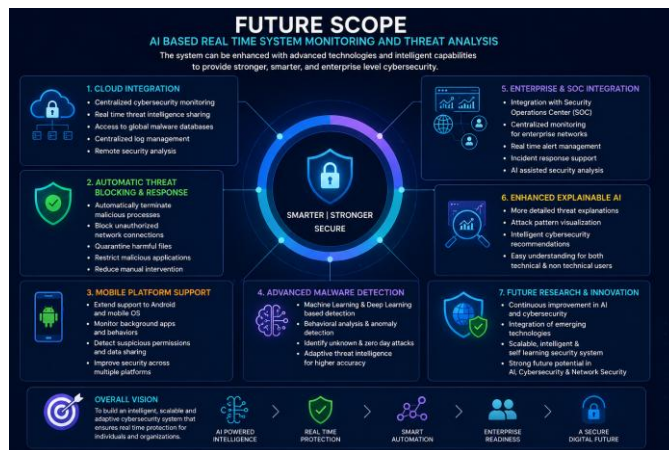 FUTURE SCOPE
AI BASED REAL TIME SYSTEM MONITORING AND THREAT ANALYSIS
The system can be enhanced with advanced technologies and intelligent capabilities
to provide stronger, smarter, and enterprise level cybersecurity.
1. CLOUD INTEGRATION
• Centralized cybersecurity monitoring
• Real time threat intelligence sharing
• Access to global malware databases
• Centralized log management
• Remote security analysis
2. AUTOMATIC THREAT
BLOCKING & RESPONSE
• Automatically terminate
malicious processes
• Block unauthorized
network connections
• Quarantine harmful files
• Restrict malicious applications
• Reduce manual intervention
3. MOBILE PLATFORM SUPPORT
• Extend support to Android
and mobile OS
• Monitor background apps
and behaviors
• Detect suspicious permissions
and data sharing
• Improve security across
multiple platforms
SMARTER | STRONGER
SECURE
4. ADVANCED MALWARE DETECTION
• Machine Learning & Deep Learning
based detection
• Behavioral analysis & anomaly
detection
• Identify unknown & zero day attacks
• Adaptive threat intelligence
for higher accuracy
5. ENTERPRISE & SOC INTEGRATION
• Integration with Security
Operations Center (SOC)
• Centralized monitoring
for enterprise networks
• Real time alert management
• Incident response support
• AI assisted security analysis
6. ENHANCED EXPLAINABLE AI
• More detailed threat explanations
• Attack pattern visualization
• Intelligent cybersecurity
recommendations
• Easy understanding for both
technical & non technical users
7. FUTURE RESEARCH & INNOVATION
• Continuous improvement in AI
and cybersecurity
• Integration of emerging
technologies
• Scalable, intelligent &
self learning security system
• Strong future potential in
AI, Cybersecurity & Network Security
OVERALL VISION
To build an intelligent, scalable and
adaptive cybersecurity system that
ensures real time protection for
individuals and organizations.
AI POWERED
INTELLIGENCE
REAL TIME
PROTECTION
SMART
AUTOMATION
ENTERPRISE
READINESS
A SECURE
DIGITAL FUTURE